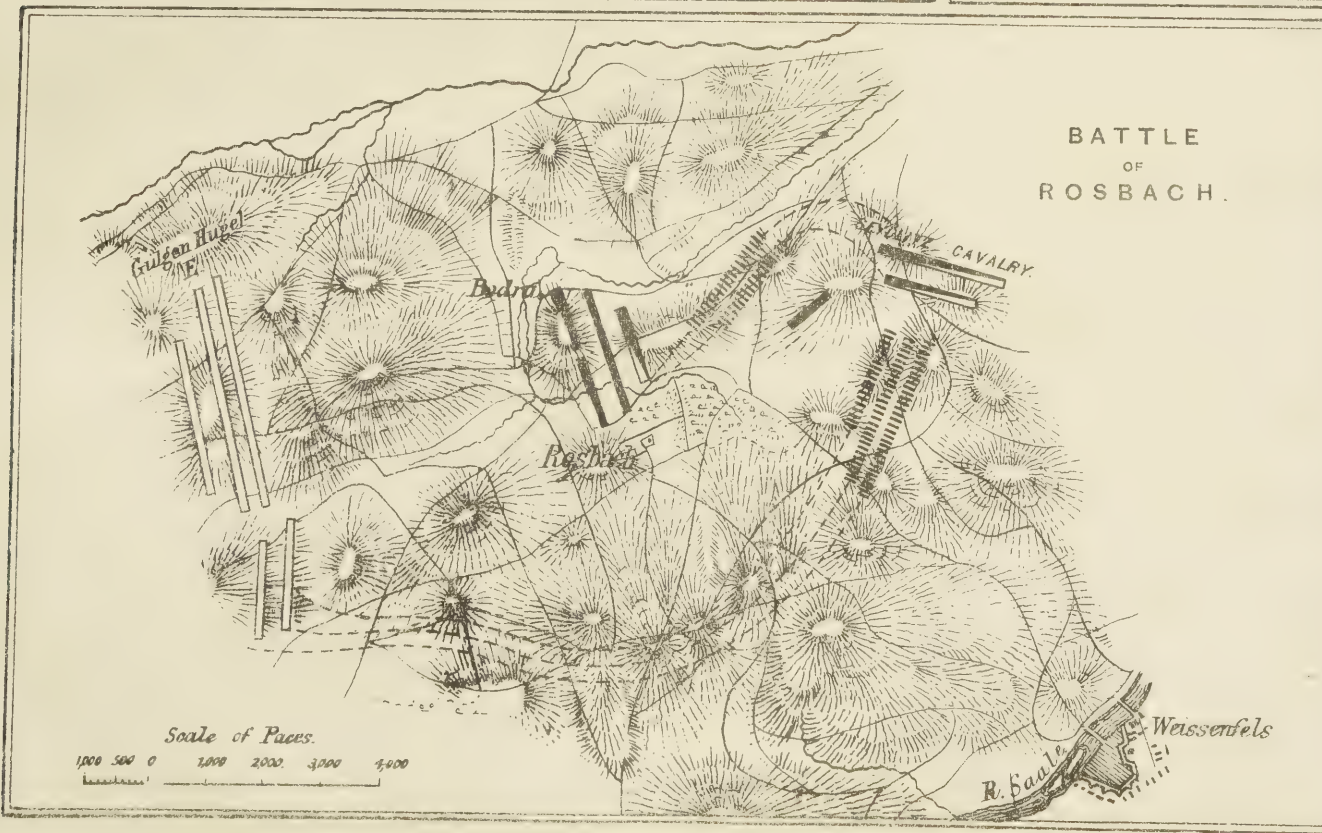 BATTLE
OF
ROSBACH.
CAVALRY.
Gulgen Hugel
E
Bedra
Rosbach
Weissenfels
R. Saale
Scale of Paces.
1,000 500 0 1,000 2,000 3,000 4,000